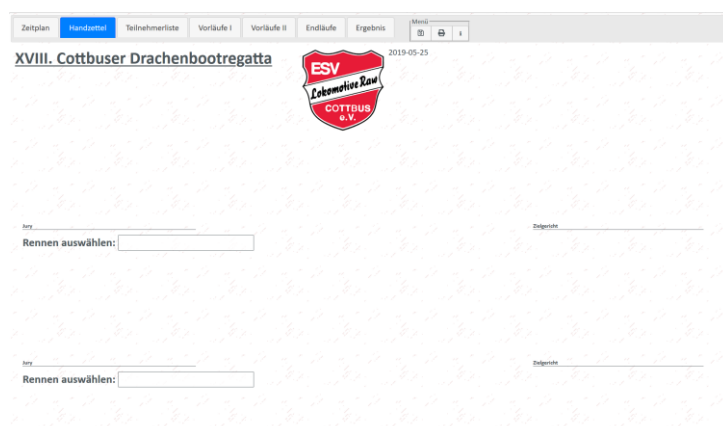 Zeitplan Handzettel Teilnehmerliste Vorläufe I Vorläufe II Endläufe Ergebnis Menü
XVIII. Cottbuser Drachenbootregatta
2019-05-25
ESV
Lokomotive Raw
COTTBUS
e.V.
Jury Zielgericht
Rennen auswählen:
Jury Zielgericht
Rennen auswählen: